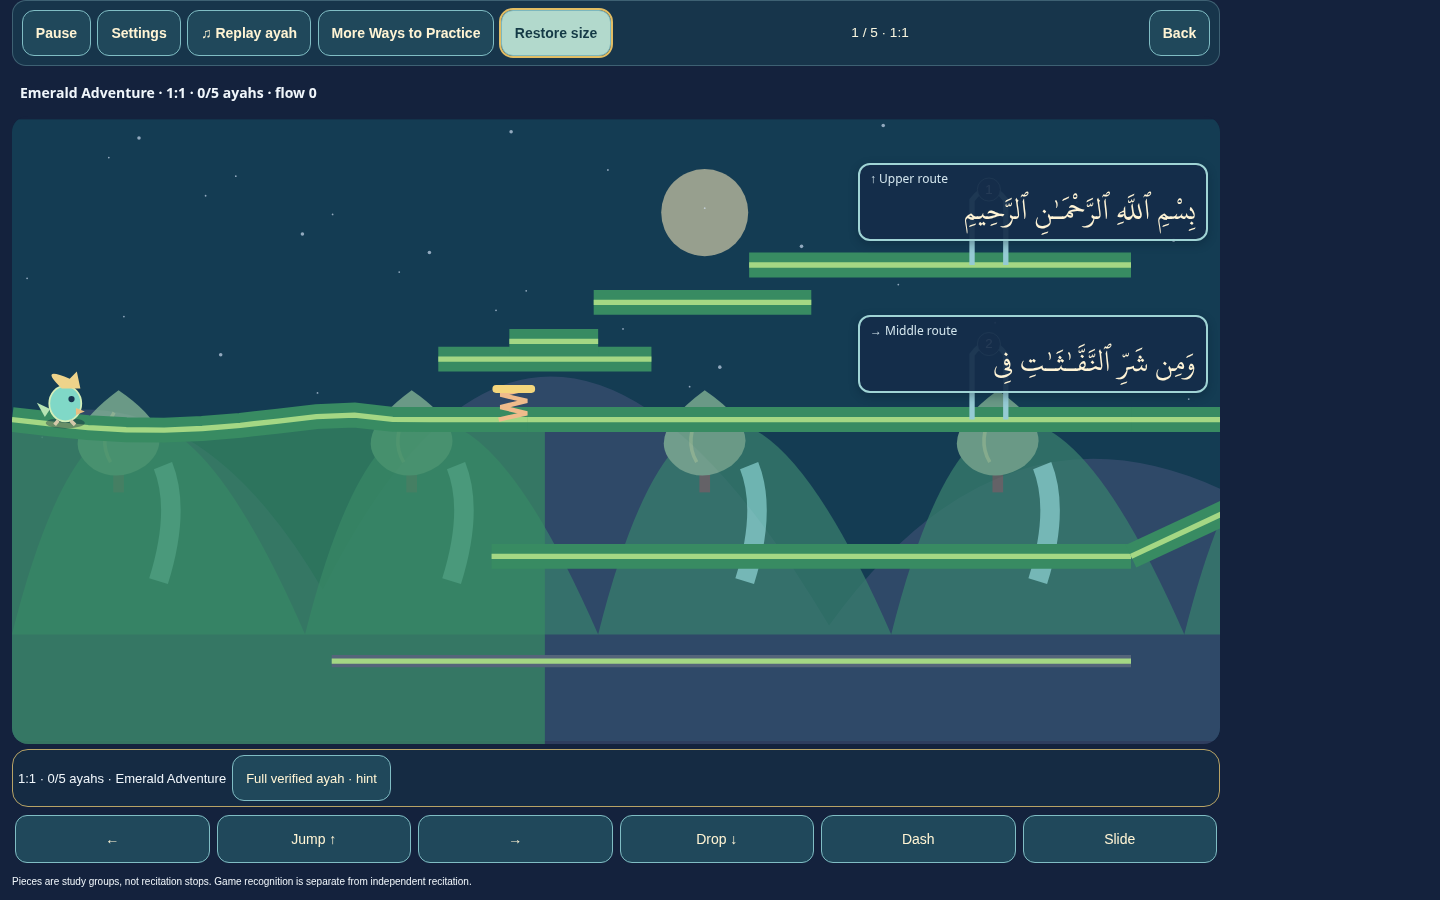 Pause Settings ♫ Replay ayah More Ways to Practice Restore size 1 / 5 · 1:1 Back
Emerald Adventure · 1:1 · 0/5 ayahs · flow 0
↑ Upper route
1
بِسْمِ ٱللَّهِ ٱلرَّحْمَـٰنِ ٱلرَّحِيمِ
→ Middle route
2
وَمِن شَرِّ ٱلنَّفَّـٰثَـٰتِ فِى
1:1 · 0/5 ayahs · Emerald Adventure Full verified ayah · hint
← Jump ↑ → Drop ↓ Dash Slide
Pieces are study groups, not recitation stops. Game recognition is separate from independent recitation.